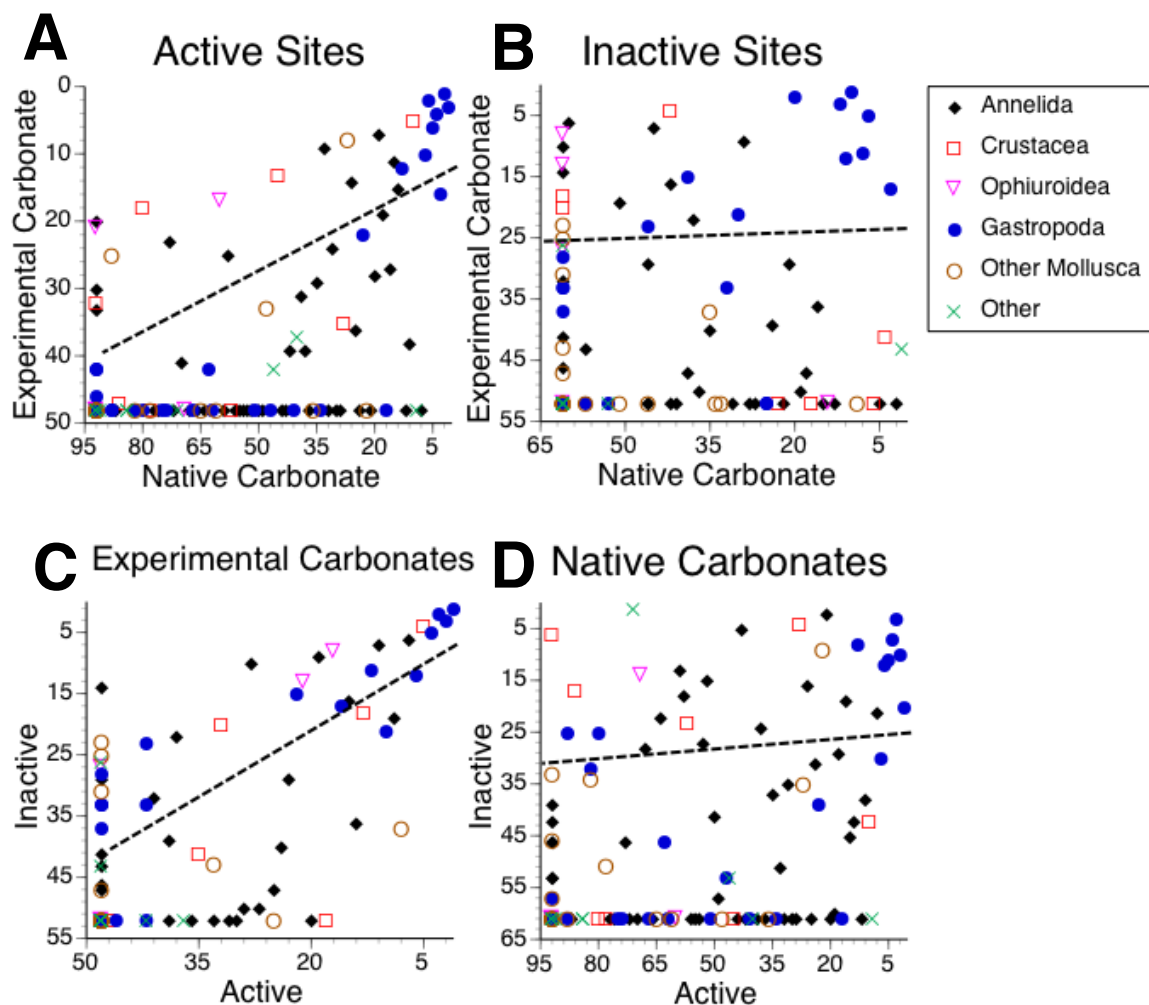 A
Active Sites
Experimental Carbonate
0
10
20
30
40
50
95
80
65
50
35
20
5
Native Carbonate
B
Inactive Sites
Experimental Carbonate
5
15
25
35
45
55
65
50
35
20
5
Native Carbonate
Annelida
Crustacea
Ophiuroidea
Gastropoda
Other Mollusca
Other
C
Experimental Carbonates
Inactive
5
15
25
35
45
55
50
35
20
5
Active
D
Native Carbonates
Inactive
5
15
25
35
45
55
65
95
80
65
50
35
20
5
Active